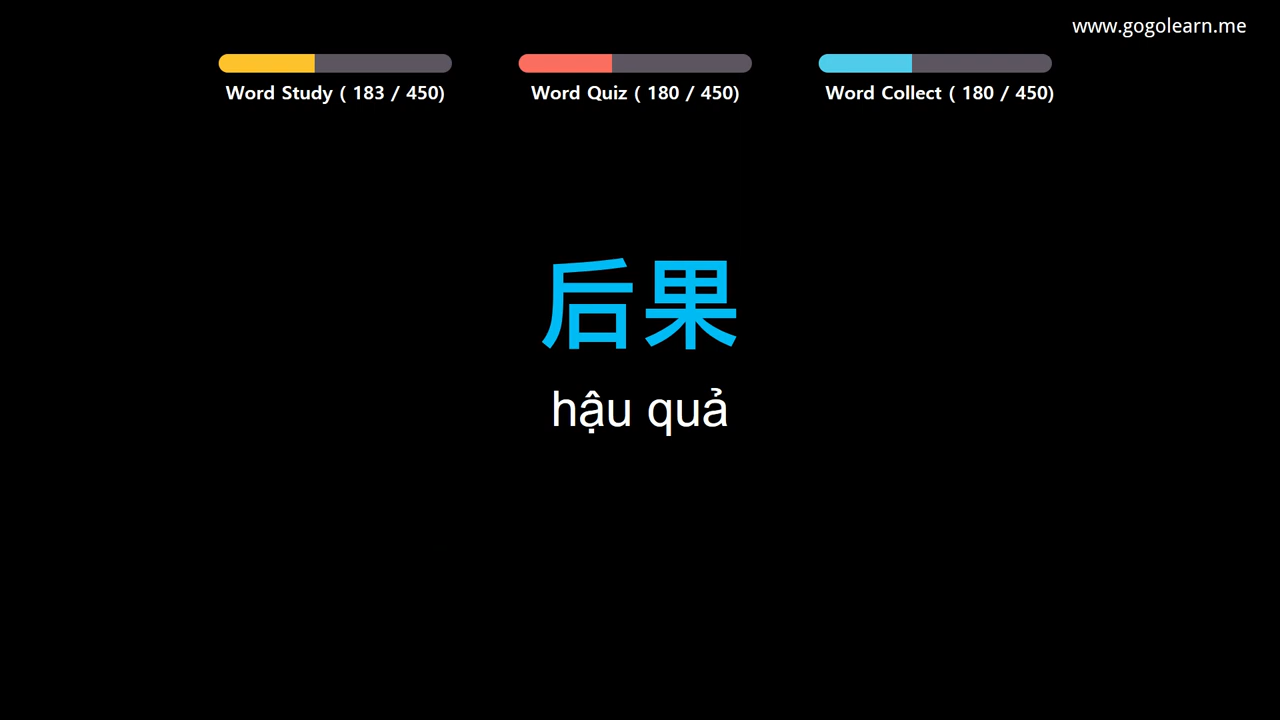 www.gogolearn.me
Word Study ( 183 / 450) Word Quiz ( 180 / 450) Word Collect ( 180 / 450)
后果
hậu quả